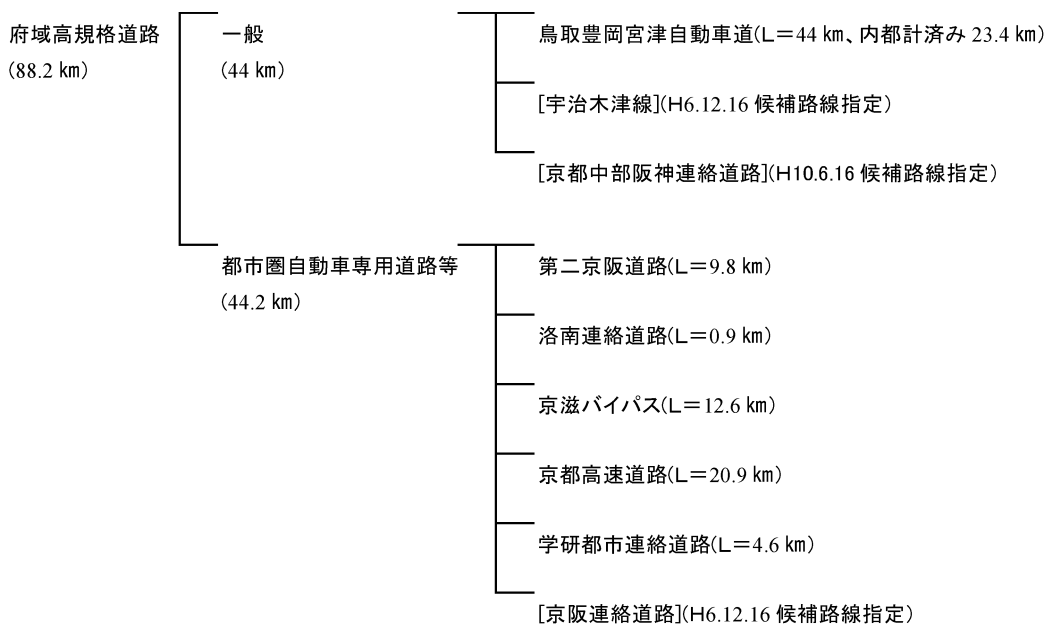 府域高規格道路
(88.2 ㎞)
一般
(44 ㎞)
鳥取豊岡宮津自動車道(L＝44 ㎞、内都計済み 23.4 ㎞)
[宇治木津線](H6.12.16 候補路線指定)
[京都中部阪神連絡道路](H10.6.16 候補路線指定)
都市圏自動車専用道路等
(44.2 ㎞)
第二京阪道路(L＝9.8 ㎞)
洛南連絡道路(L＝0.9 ㎞)
京滋バイパス(L＝12.6 ㎞)
京都高速道路(L＝20.9 ㎞)
学研都市連絡道路(L＝4.6 ㎞)
[京阪連絡道路](H6.12.16 候補路線指定)